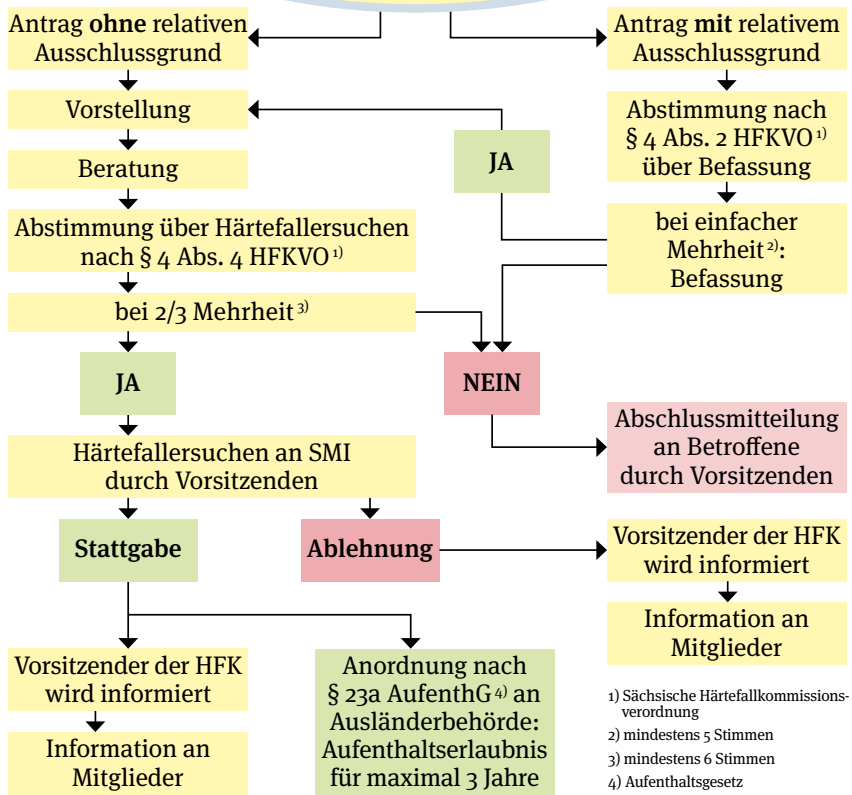 Antrag ohne relativen
Ausschlussgrund
Antrag mit relativem
Ausschlussgrund
Vorstellung
Abstimmung nach
§ 4 Abs. 2 HFKVO 1)
über Befassung
JA
Beratung
Abstimmung über Härtefallersuchen
nach § 4 Abs. 4 HFKVO 1)
bei einfacher
Mehrheit 2):
Befassung
bei 2/3 Mehrheit 3)
JA
NEIN
Abschlussmitteilung
an Betroffene
durch Vorsitzenden
Härtefallersuchen an SMI
durch Vorsitzenden
Stattgabe
Ablehnung
Vorsitzender der HFK
wird informiert
Information an
Mitglieder
Vorsitzender der HFK
wird informiert
Information an
Mitglieder
Anordnung nach
§ 23a AufenthG 4) an
Ausländerbehörde:
Aufenthaltserlaubnis
für maximal 3 Jahre
1) Sächsische Härtefallkommissions-
verordnung
2) mindestens 5 Stimmen
3) mindestens 6 Stimmen
4) Aufenthaltsgesetz